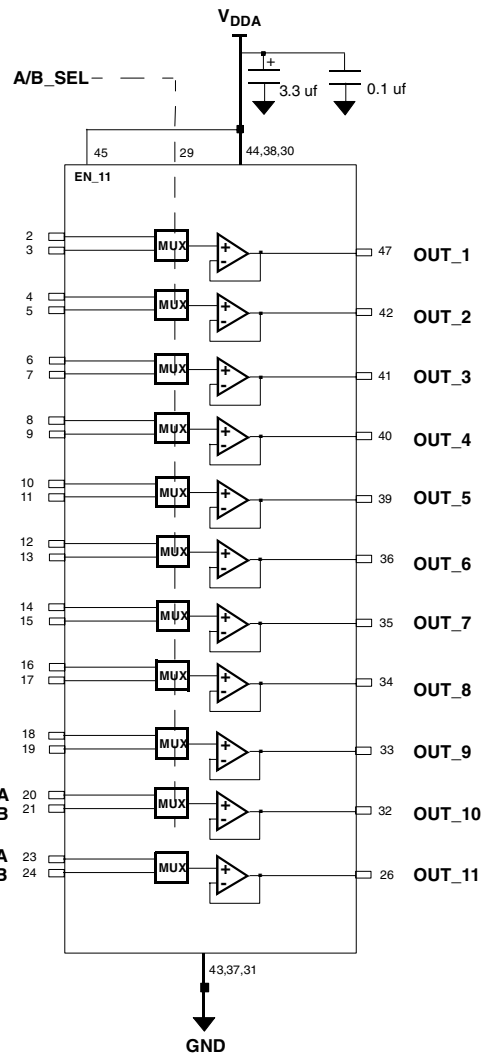 VDDA
A/B_SEL
+
3.3 uf
0.1 uf
45
29
44,38,30
EN_11
2
3
MUX
+
-
47
OUT_1
4
5
MUX
+
-
42
OUT_2
6
7
MUX
+
-
41
OUT_3
8
9
MUX
+
-
40
OUT_4
10
11
MUX
+
-
39
OUT_5
12
13
MUX
+
-
36
OUT_6
14
15
MUX
+
-
35
OUT_7
16
17
MUX
+
-
34
OUT_8
18
19
MUX
+
-
33
OUT_9
A 20
B 21
MUX
+
-
32
OUT_10
A 23
B 24
MUX
+
-
26
OUT_11
43,37,31
GND